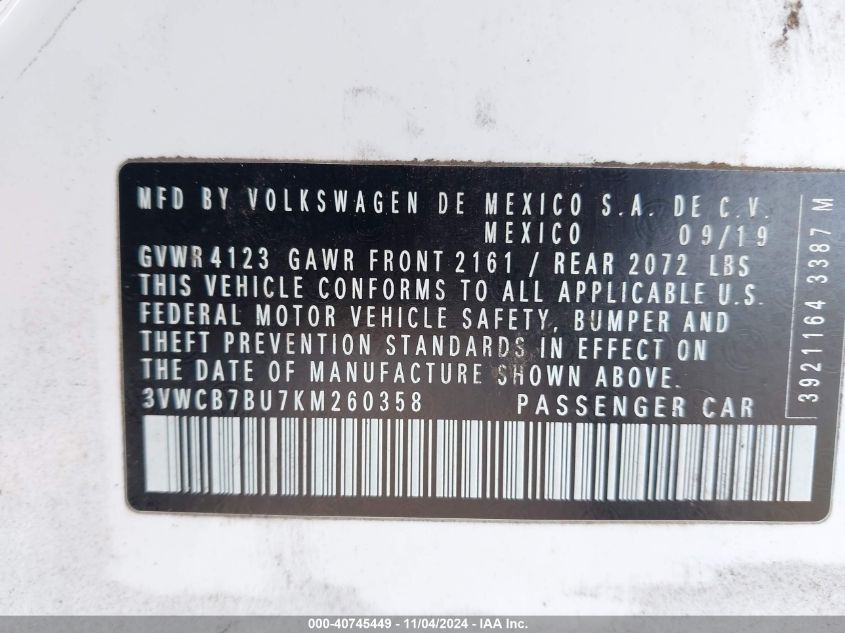 MFD BY VOLKSWAGEN DE MEXICO S.A. DE C.V.
MEXICO 09/19
GVWR 4123 GAWR FRONT 2161 / REAR 2072 LBS
THIS VEHICLE CONFORMS TO ALL APPLICABLE U.S.
FEDERAL MOTOR VEHICLE SAFETY, BUMPER AND
THEFT PREVENTION STANDARDS IN EFFECT ON
THE DATE OF MANUFACTURE SHOWN ABOVE.
3VWCB7BU7KM260358 PASSENGER CAR
3921164 3387 M
000-40745449 - 11/04/2024 - IAA Inc.